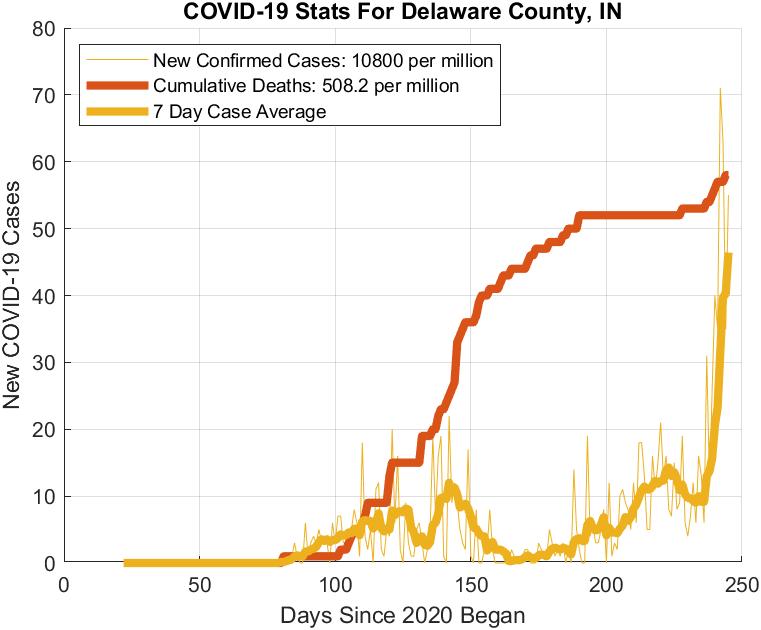 COVID-19 Stats For Delaware County, IN
New Confirmed Cases: 10800 per million
Cumulative Deaths: 508.2 per million
7 Day Case Average
New COVID-19 Cases
80
70
60
50
40
30
20
10
0
0 50 100 150 200 250
Days Since 2020 Began